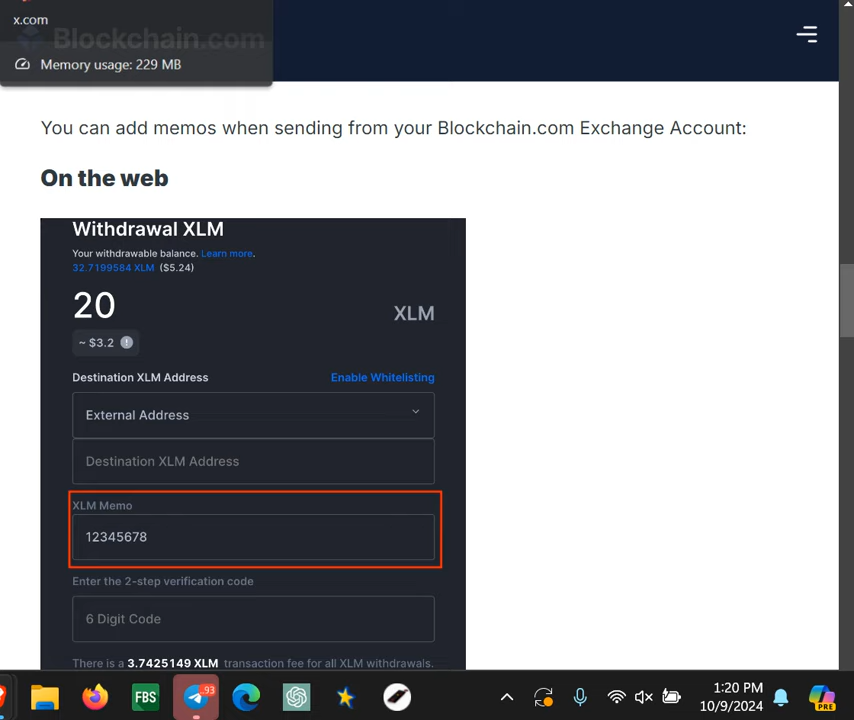 x.com
Blockchain.com
Memory usage: 229 MB
You can add memos when sending from your Blockchain.com Exchange Account:
On the web
Withdrawal XLM
Your withdrawable balance. Learn more.
32.7199584 XLM ($5.24)
20 XLM
~ $3.2 !
Destination XLM Address Enable Whitelisting
External Address
Destination XLM Address
XLM Memo
12345678
Enter the 2-step verification code
6 Digit Code
There is a 3.7425149 XLM transaction fee for all XLM withdrawals.
FBS
93
1:20 PM
10/9/2024
PRE